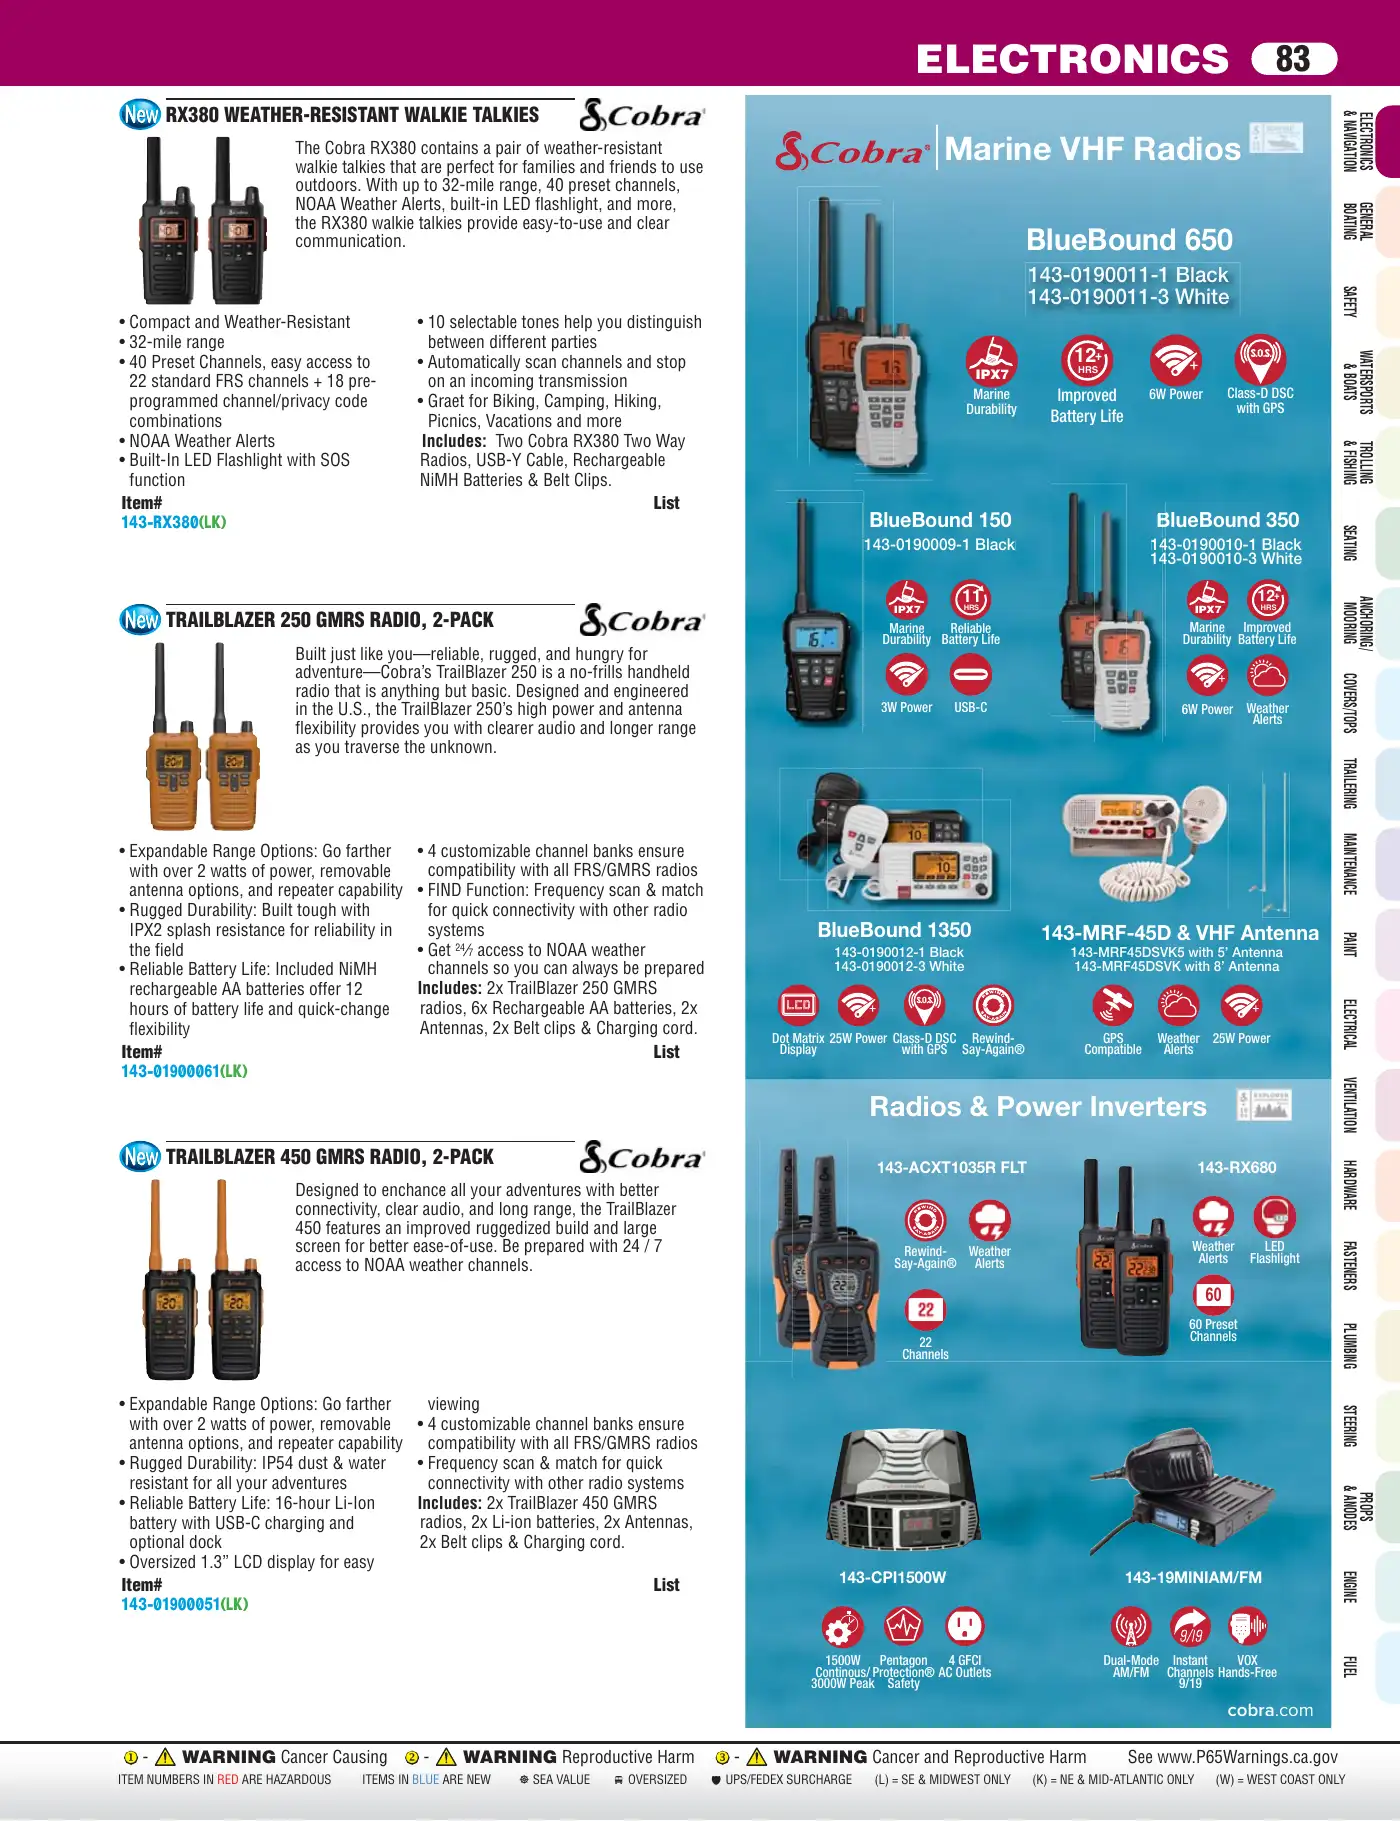 ELECTRONICS 83
New RX380 WEATHER-RESISTANT WALKIE TALKIES
Cobra®
The Cobra RX380 contains a pair of weather-resistant
walkie talkies that are perfect for families and friends to use
outdoors. With up to 32-mile range, 40 preset channels,
NOAA Weather Alerts, built-in LED flashlight, and more,
the RX380 walkie talkies provide easy-to-use and clear
communication.
• Compact and Weather-Resistant
• 32-mile range
• 40 Preset Channels, easy access to
22 standard FRS channels + 18 pre-
programmed channel/privacy code
combinations
• NOAA Weather Alerts
• Built-In LED Flashlight with SOS
function
• 10 selectable tones help you distinguish
between different parties
• Automatically scan channels and stop
on an incoming transmission
• Graet for Biking, Camping, Hiking,
Picnics, Vacations and more
Includes: Two Cobra RX380 Two Way
Radios, USB-Y Cable, Rechargeable
NiMH Batteries & Belt Clips.
Item# List
143-RX380(LK)
New TRAILBLAZER 250 GMRS RADIO, 2-PACK
Cobra®
Built just like you—reliable, rugged, and hungry for
adventure—Cobra's TrailBlazer 250 is a no-frills handheld
radio that is anything but basic. Designed and engineered
in the U.S., the TrailBlazer 250's high power and antenna
flexibility provides you with clearer audio and longer range
as you traverse the unknown.
• Expandable Range Options: Go farther
with over 2 watts of power, removable
antenna options, and repeater capability
• Rugged Durability: Built tough with
IPX2 splash resistance for reliability in
the field
• Reliable Battery Life: Included NiMH
rechargeable AA batteries offer 12
hours of battery life and quick-change
flexibility
• 4 customizable channel banks ensure
compatibility with all FRS/GMRS radios
• FIND Function: Frequency scan & match
for quick connectivity with other radio
systems
• Get 24/7 access to NOAA weather
channels so you can always be prepared
Includes: 2x TrailBlazer 250 GMRS
radios, 6x Rechargeable AA batteries, 2x
Antennas, 2x Belt clips & Charging cord.
Item# List
143-01900061(LK)
New TRAILBLAZER 450 GMRS RADIO, 2-PACK
Cobra®
Designed to enchance all your adventures with better
connectivity, clear audio, and long range, the TrailBlazer
450 features an improved ruggedized build and large
screen for better ease-of-use. Be prepared with 24 / 7
access to NOAA weather channels.
• Expandable Range Options: Go farther
with over 2 watts of power, removable
antenna options, and repeater capability
• Rugged Durability: IP54 dust & water
resistant for all your adventures
• Reliable Battery Life: 16-hour Li-Ion
battery with USB-C charging and
optional dock
• Oversized 1.3” LCD display for easy
viewing
• 4 customizable channel banks ensure
compatibility with all FRS/GMRS radios
• Frequency scan & match for quick
connectivity with other radio systems
Includes: 2x TrailBlazer 450 GMRS
radios, 2x Li-ion batteries, 2x Antennas,
2x Belt clips & Charging cord.
Item# List
143-01900051(LK)
Cobra® Marine VHF Radios
BlueBound 650
143-0190011-1 Black
143-0190011-3 White
IPX7 12+ HRS S.O.S.
Marine Durability
Improved Battery Life
6W Power
Class-D DSC with GPS
BlueBound 150
143-0190009-1 Black
IPX7 11 HRS
Marine Durability
Reliable Battery Life
3W Power USB-C
BlueBound 350
143-0190010-1 Black
143-0190010-3 White
IPX7 12+ HRS
Marine Durability
Improved Battery Life
6W Power
Weather Alerts
BlueBound 1350
143-0190012-1 Black
143-0190012-3 White
LCD S.O.S. REWIND SAY-AGAIN
Dot Matrix Display
25W Power
Class-D DSC with GPS
Rewind-Say-Again®
143-MRF-45D & VHF Antenna
143-MRF45DSVK5 with 5’ Antenna
143-MRF45DSVK with 8’ Antenna
GPS Compatible
Weather Alerts
25W Power
Radios & Power Inverters
EXPLORER
143-ACXT1035R FLT
REWIND SAY-AGAIN
Rewind-Say-Again®
Weather Alerts
22
22 Channels
143-RX680
Weather Alerts
LED Flashlight
60
60 Preset Channels
143-CPI1500W
1500W Continous/ 3000W Peak
Pentagon Protection® Safety
4 GFCI AC Outlets
143-19MINIAM/FM
9/19
Dual-Mode AM/FM
Instant Channels 9/19
VOX Hands-Free
cobra.com
ELECTRONICS & NAVIGATION
GENERAL BOATING
SAFETY
WATERSPORTS & BOATS
TROLLING & FISHING
SEATING
ANCHORING/ MOORING
COVERS/TOPS
TRAILERING
MAINTENANCE
PAINT
ELECTRICAL
VENTILATION
HARDWARE
FASTENERS
PLUMBING
STEERING
PROPS & ANODES
ENGINE
FUEL
1 - WARNING Cancer Causing 2 - WARNING Reproductive Harm 3 - WARNING Cancer and Reproductive Harm See www.P65Warnings.ca.gov
ITEM NUMBERS IN RED ARE HAZARDOUS ITEMS IN BLUE ARE NEW SEA VALUE OVERSIZED UPS/FEDEX SURCHARGE (L) = SE & MIDWEST ONLY (K) = NE & MID-ATLANTIC ONLY (W) = WEST COAST ONLY